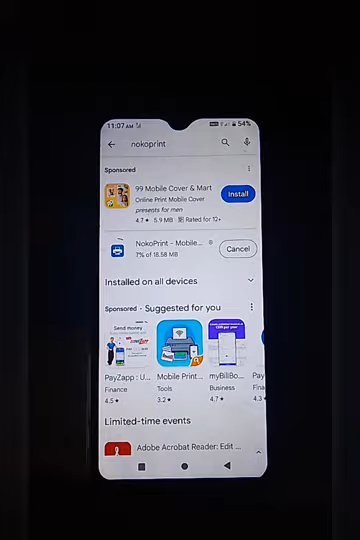 11:07 AM
54%
nokoprint
Sponsored
99 Mobile Cover & Mart
Online Print Mobile Cover
presents for men
4.7★ 5.9 MB Rated for 12+
Install
NokoPrint - Mobile...
7% of 18.58 MB
Cancel
Installed on all devices
Sponsored · Suggested for you
Send Money
PayZapp : U...
Finance
4.5★
Mobile Print...
Tools
3.2★
myBillBo...
Business
4.7★
Pay
Finan
4.3★
Limited-time events
Adobe Acrobat Reader: Edit ...